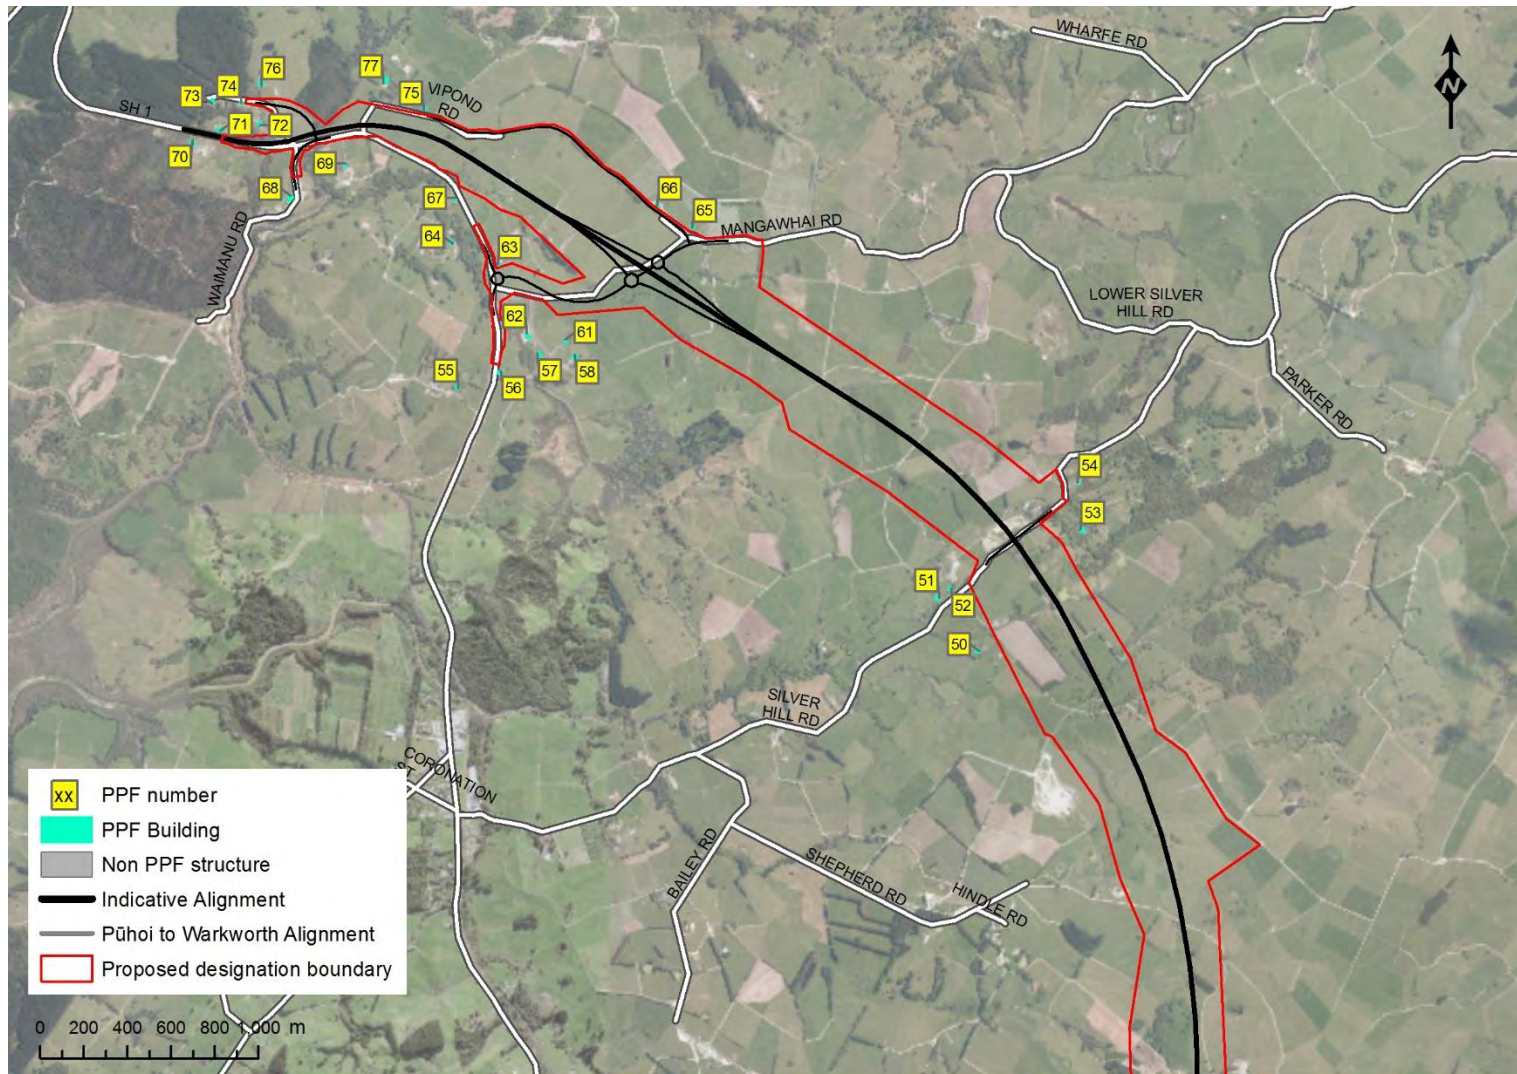 WHARFE RD
N
76
77
74
73
75
VIPOND
RD
SH 1
71
72
70
69
68
66
67
65
MANGAWHAI RD
64
63
WAIMANU RD
LOWER SILVER
HILL RD
62
61
55
57
58
56
PARKER RD
54
53
51
52
50
SILVER
HILL RD
CORONATION
ST
BAILEY RD
SHEPHERD RD
HINDLE RD
xx PPF number
PPF Building
Non PPF structure
Indicative Alignment
Pūhoi to Warkworth Alignment
Proposed designation boundary
0 200 400 600 800 1,000 m